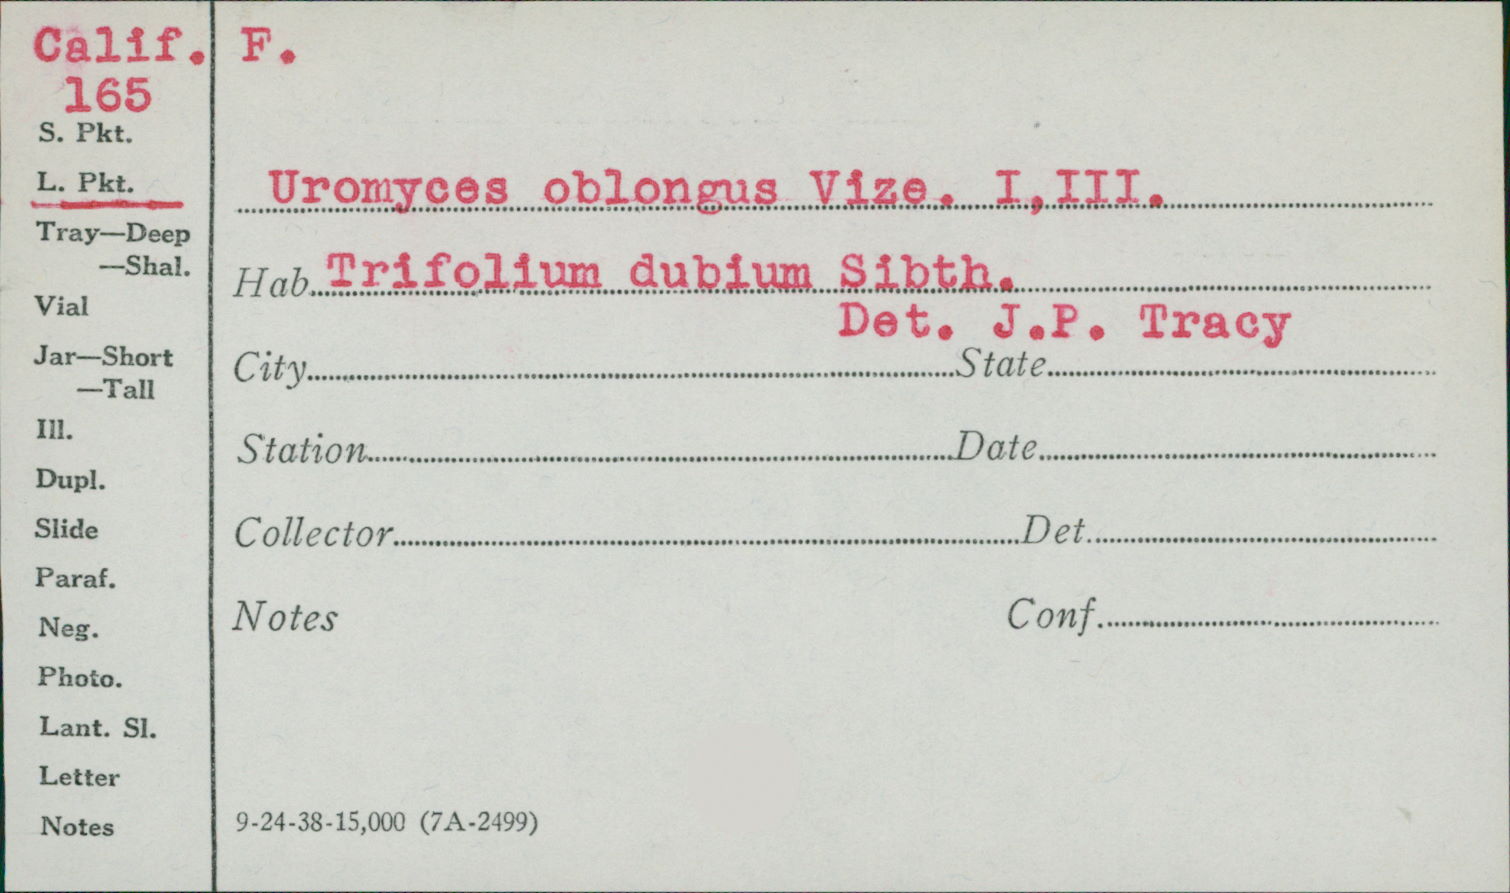 Calif. F.
165
S. Pkt.
L. Pkt.
Uromyces oblongus Vize. I,III.
Tray—Deep
—Shal.
Hab. Trifolium dubium Sibth.
Vial
Det. J.P. Tracy
Jar—Short
—Tall
City State
Ill.
Station Date
Dupl.
Slide
Collector Det.
Paraf.
Neg.
Notes Conf.
Photo.
Lant. Sl.
Letter
Notes
9-24-38-15,000 (7A-2499)